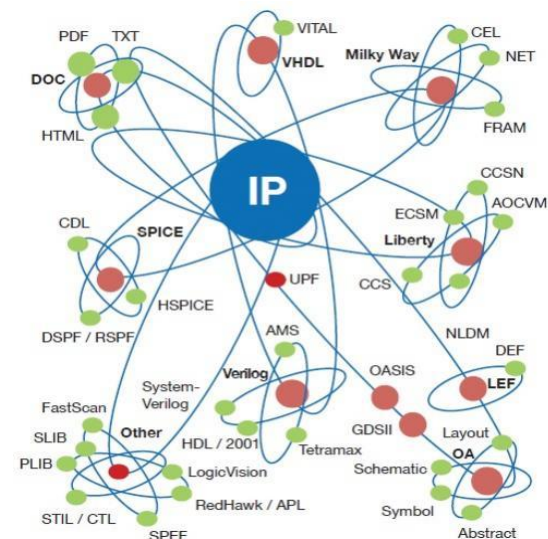 PDF
TXT
DOC
HTML
VITAL
VHDL
Milky Way
CEL
NET
FRAM
IP
CCSN
ECSM
AOCVM
Liberty
CCS
NLDM
CDL
SPICE
HSPICE
DSPF / RSPF
UPF
AMS
Verilog
System-
Verilog
HDL / 2001
Tetramax
OASIS
GDSII
DEF
LEF
Layout
OA
Schematic
Symbol
Abstract
FastScan
SLIB
Other
PLIB
LogicVision
STIL / CTL
RedHawk / APL
SPEF